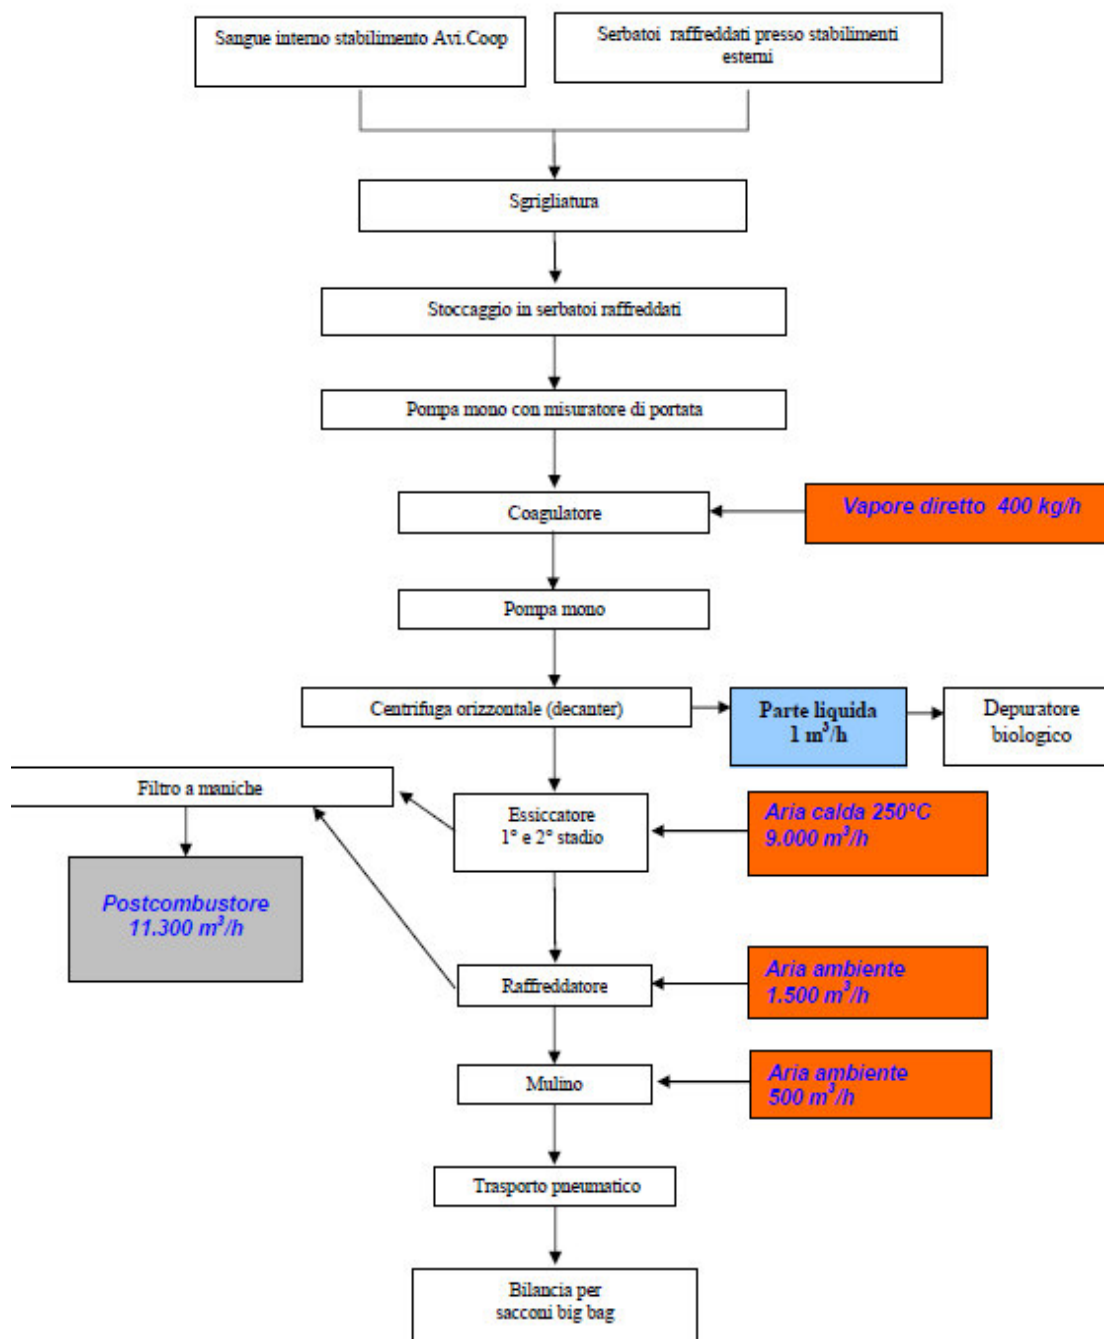 Sangue interno stabilimento Avi.Coop
Serbatoi raffreddati presso stabilimenti
esterni
Sgrigliatura
Stoccaggio in serbatoi raffreddati
Pompa mono con misuratore di portata
Coagulatore
Vapore diretto 400 kg/h
Pompa mono
Centrifuga orizzontale (decanter)
Parte liquida
1 m³/h
Depuratore
biologico
Filtro a maniche
Essiccatore
1° e 2° stadio
Aria calda 250°C
9.000 m³/h
Postcombustore
11.300 m³/h
Raffreddatore
Aria ambiente
1.500 m³/h
Mulino
Aria ambiente
500 m³/h
Trasporto pneumatico
Bilancia per
sacconi big bag